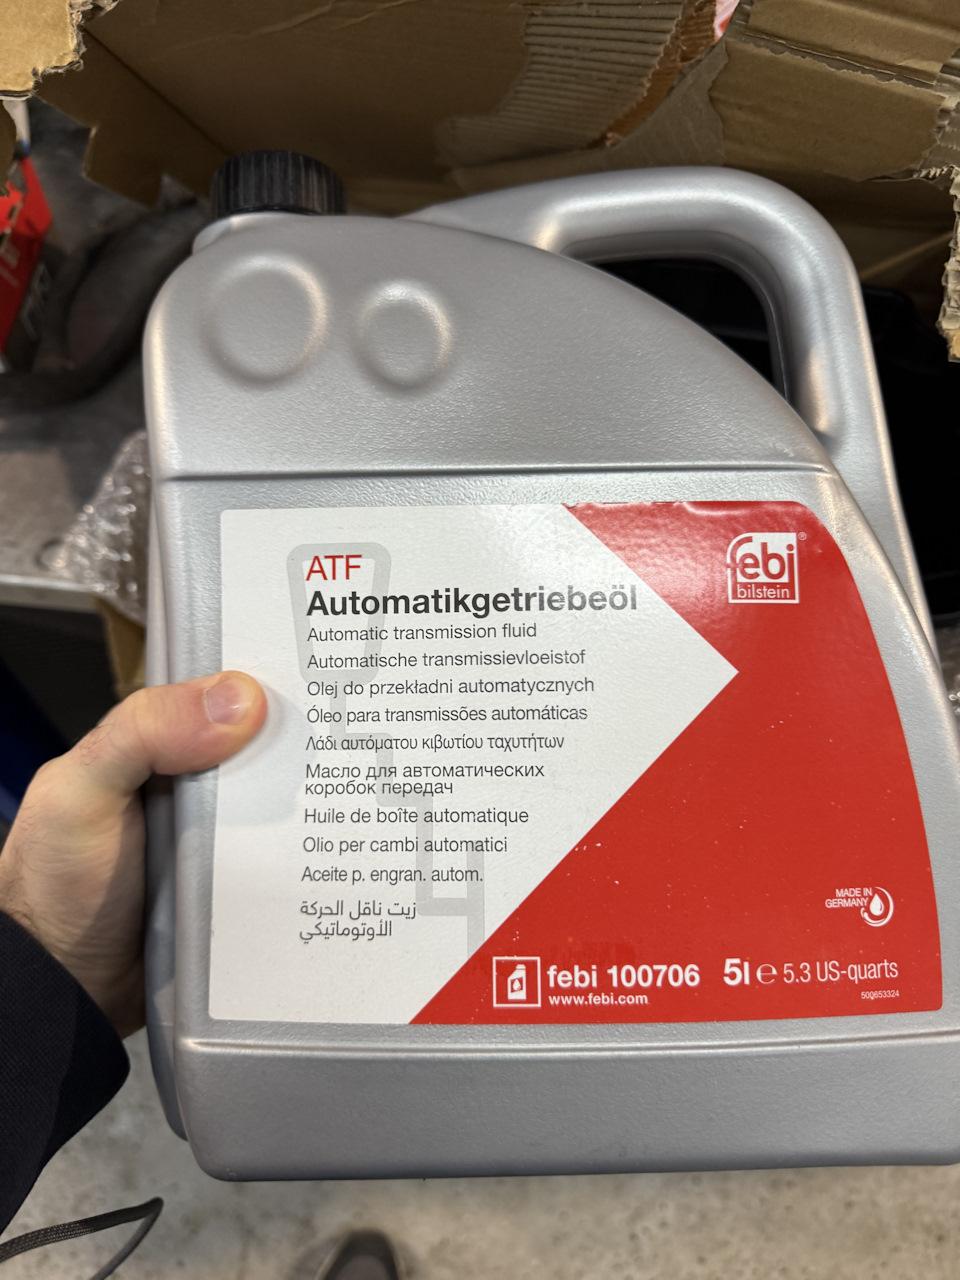 ATF
Automatikgetriebeöl
Automatic transmission fluid
Automatische transmissievloeistof
Olej do przekładni automatycznych
Óleo para transmissões automáticas
Λάδι αυτόματου κιβωτίου ταχυτήτων
Масло для автоматических
коробок передач
Huile de boîte automatique
Olio per cambi automatici
Aceite p. engran. autom.
زيت ناقل الحركة
الأوتوماتيكي
febi®
bilstein
MADE IN
GERMANY
febi 100706 5l ℮ 5.3 US-quarts
www.febi.com
500653324